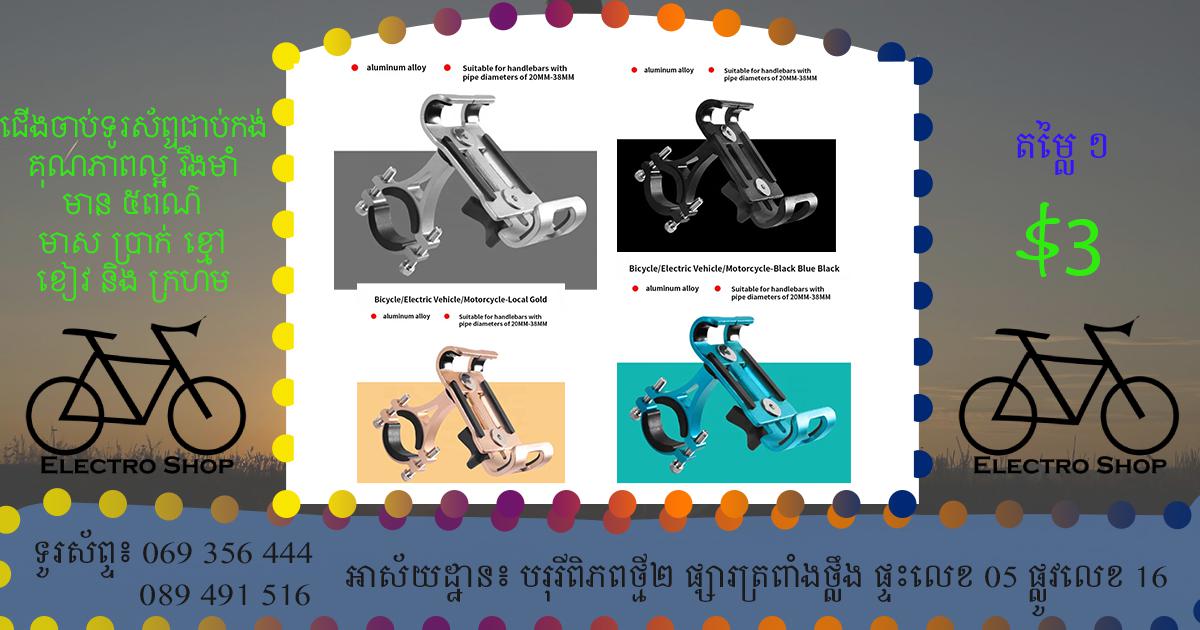 ជើងចាប់ទូរស័ព្ទជាប់កង់
គុណភាពល្អ រឹងមាំ
មាន ៥ពណ៌
មាស ប្រាក់ ខ្មៅ
ខៀវ និង ក្រហម
ELECTRO SHOP
aluminum alloy
Suitable for handlebars with
pipe diameters of 20MM-38MM
aluminum alloy
Suitable for handlebars with
pipe diameters of 20MM-38MM
Bicycle/Electric Vehicle/Motorcycle-Local Gold
aluminum alloy
Suitable for handlebars with
pipe diameters of 20MM-38MM
Bicycle/Electric Vehicle/Motorcycle-Black Blue Black
aluminum alloy
Suitable for handlebars with
pipe diameters of 20MM-38MM
តម្លៃ ១
$3
ELECTRO SHOP
ទូរស័ព្ទ៖ 069 356 444
089 491 516
អាស័យដ្ឋាន៖ បរុរីពិភពថ្មី២ ផ្សារត្រពាំងថ្លឹង ផ្ទះលេខ 05 ផ្លូវលេខ 16